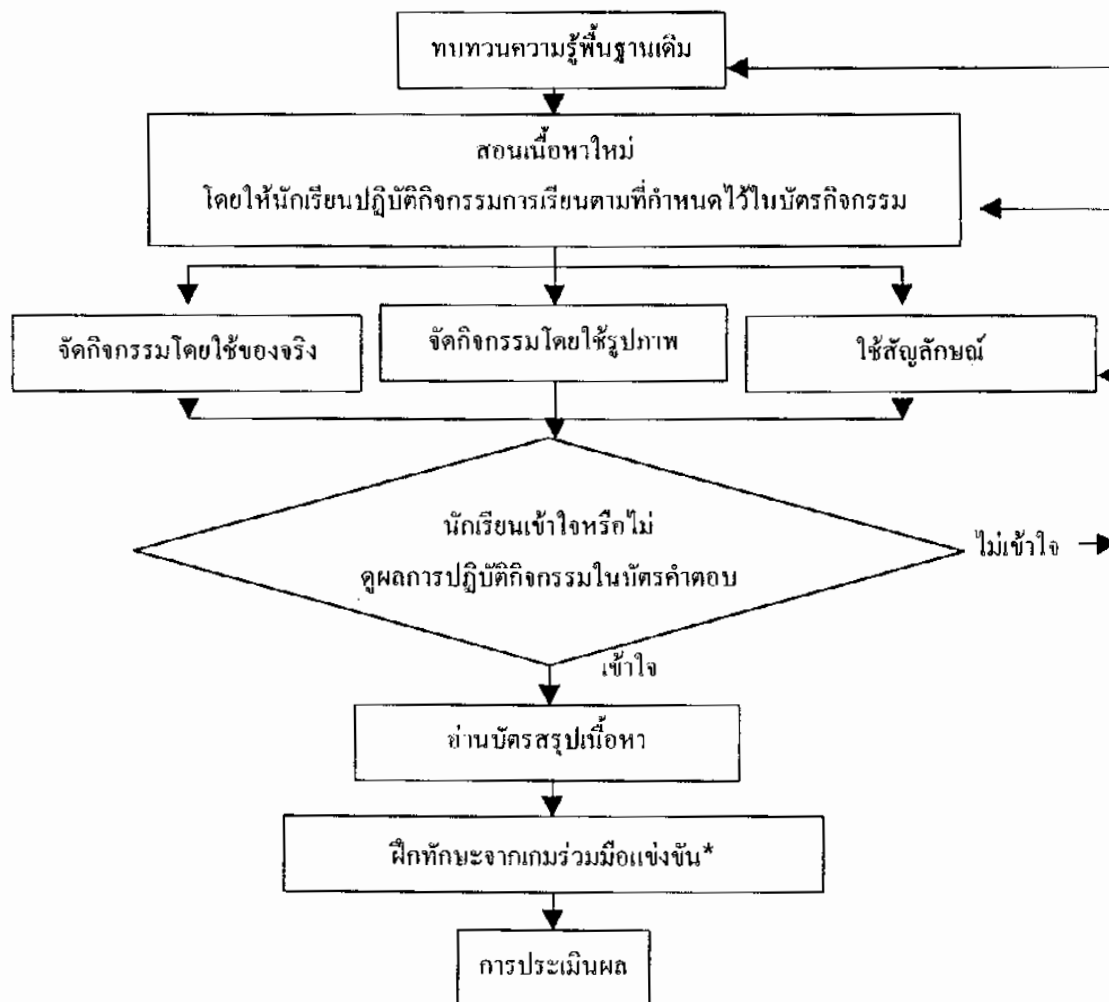 ทบทวนความรู้พื้นฐานเดิม
สอนเนื้อหาใหม่
โดยให้นักเรียนปฏิบัติกิจกรรมการเรียนตามที่กำหนดไว้ในบัตรกิจกรรม
จัดกิจกรรมโดยใช้ของจริง
จัดกิจกรรมโดยใช้รูปภาพ
ใช้สัญลักษณ์
นักเรียนเข้าใจหรือไม่
ดูผลการปฏิบัติกิจกรรมในบัตรคำตอบ
ไม่เข้าใจ
เข้าใจ
อ่านบัตรสรุปเนื้อหา
ฝึกทักษะจากเกมร่วมมือแข่งขัน*
การประเมินผล